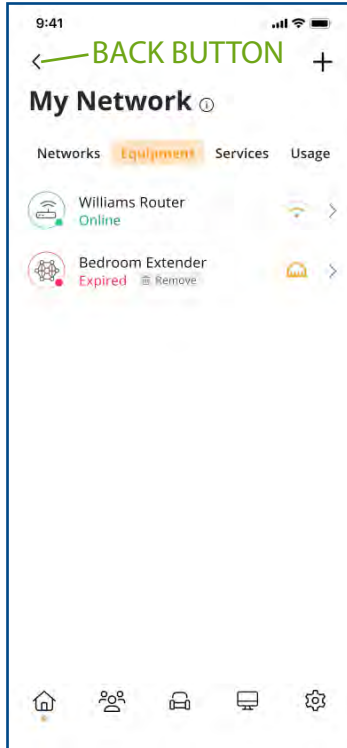 9:41
BACK BUTTON
My Network
Networks Equipment Services Usage
Williams Router
Online
Bedroom Extender
Expired Remove